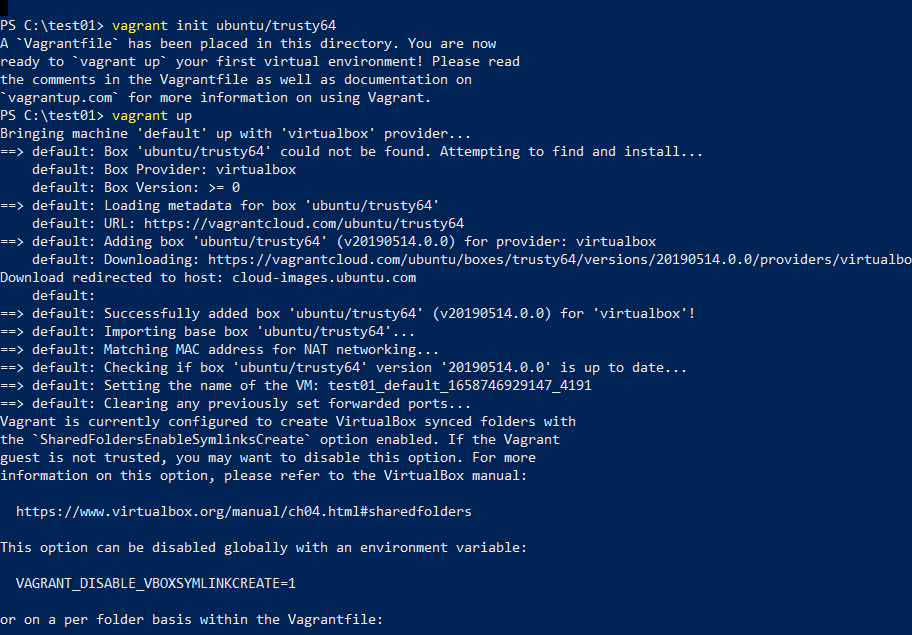 PS C:\test01> vagrant init ubuntu/trusty64
A `Vagrantfile` has been placed in this directory. You are now
ready to `vagrant up` your first virtual environment! Please read
the comments in the Vagrantfile as well as documentation on
`vagrantup.com` for more information on using Vagrant.
PS C:\test01> vagrant up
Bringing machine 'default' up with 'virtualbox' provider...
==> default: Box 'ubuntu/trusty64' could not be found. Attempting to find and install...
    default: Box Provider: virtualbox
    default: Box Version: >= 0
==> default: Loading metadata for box 'ubuntu/trusty64'
    default: URL: https://vagrantcloud.com/ubuntu/trusty64
==> default: Adding box 'ubuntu/trusty64' (v20190514.0.0) for provider: virtualbox
    default: Downloading: https://vagrantcloud.com/ubuntu/boxes/trusty64/versions/20190514.0.0/providers/virtualbo
Download redirected to host: cloud-images.ubuntu.com
    default:
==> default: Successfully added box 'ubuntu/trusty64' (v20190514.0.0) for 'virtualbox'!
==> default: Importing base box 'ubuntu/trusty64'...
==> default: Matching MAC address for NAT networking...
==> default: Checking if box 'ubuntu/trusty64' version '20190514.0.0' is up to date...
==> default: Setting the name of the VM: test01_default_1658746929147_4191
==> default: Clearing any previously set forwarded ports...
Vagrant is currently configured to create VirtualBox synced folders with
the `SharedFoldersEnableSymlinksCreate` option enabled. If the Vagrant
guest is not trusted, you may want to disable this option. For more
information on this option, please refer to the VirtualBox manual:
  https://www.virtualbox.org/manual/ch04.html#sharedfolders
This option can be disabled globally with an environment variable:
  VAGRANT_DISABLE_VBOXSYMLINKCREATE=1
or on a per folder basis within the Vagrantfile: